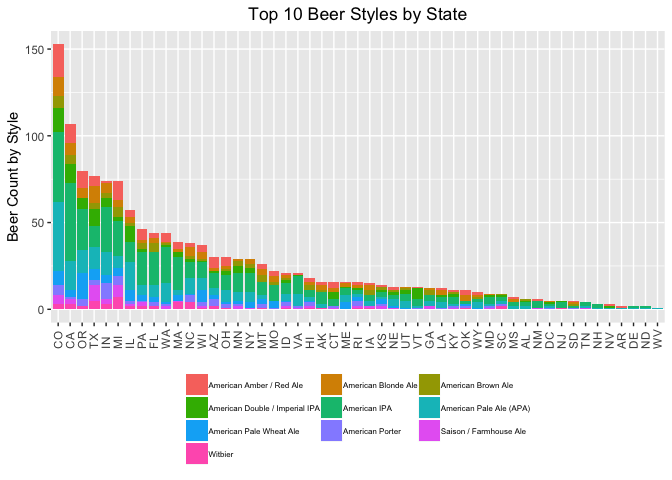 Top 10 Beer Styles by State
Beer Count by Style
150
100
50
0
CO CA OR TX IN MI IL PA FL WA MA NC WI AZ OH MN NY MT MO ID VA HI AK CT ME RI IA KS NE UT VT GA LA KY OK WY MD SC MS AL NM DC NJ SD TN NH NV AR DE ND WV
American Amber / Red Ale American Blonde Ale American Brown Ale
American Double / Imperial IPA American IPA American Pale Ale (APA)
American Pale Wheat Ale American Porter Saison / Farmhouse Ale
Witbier